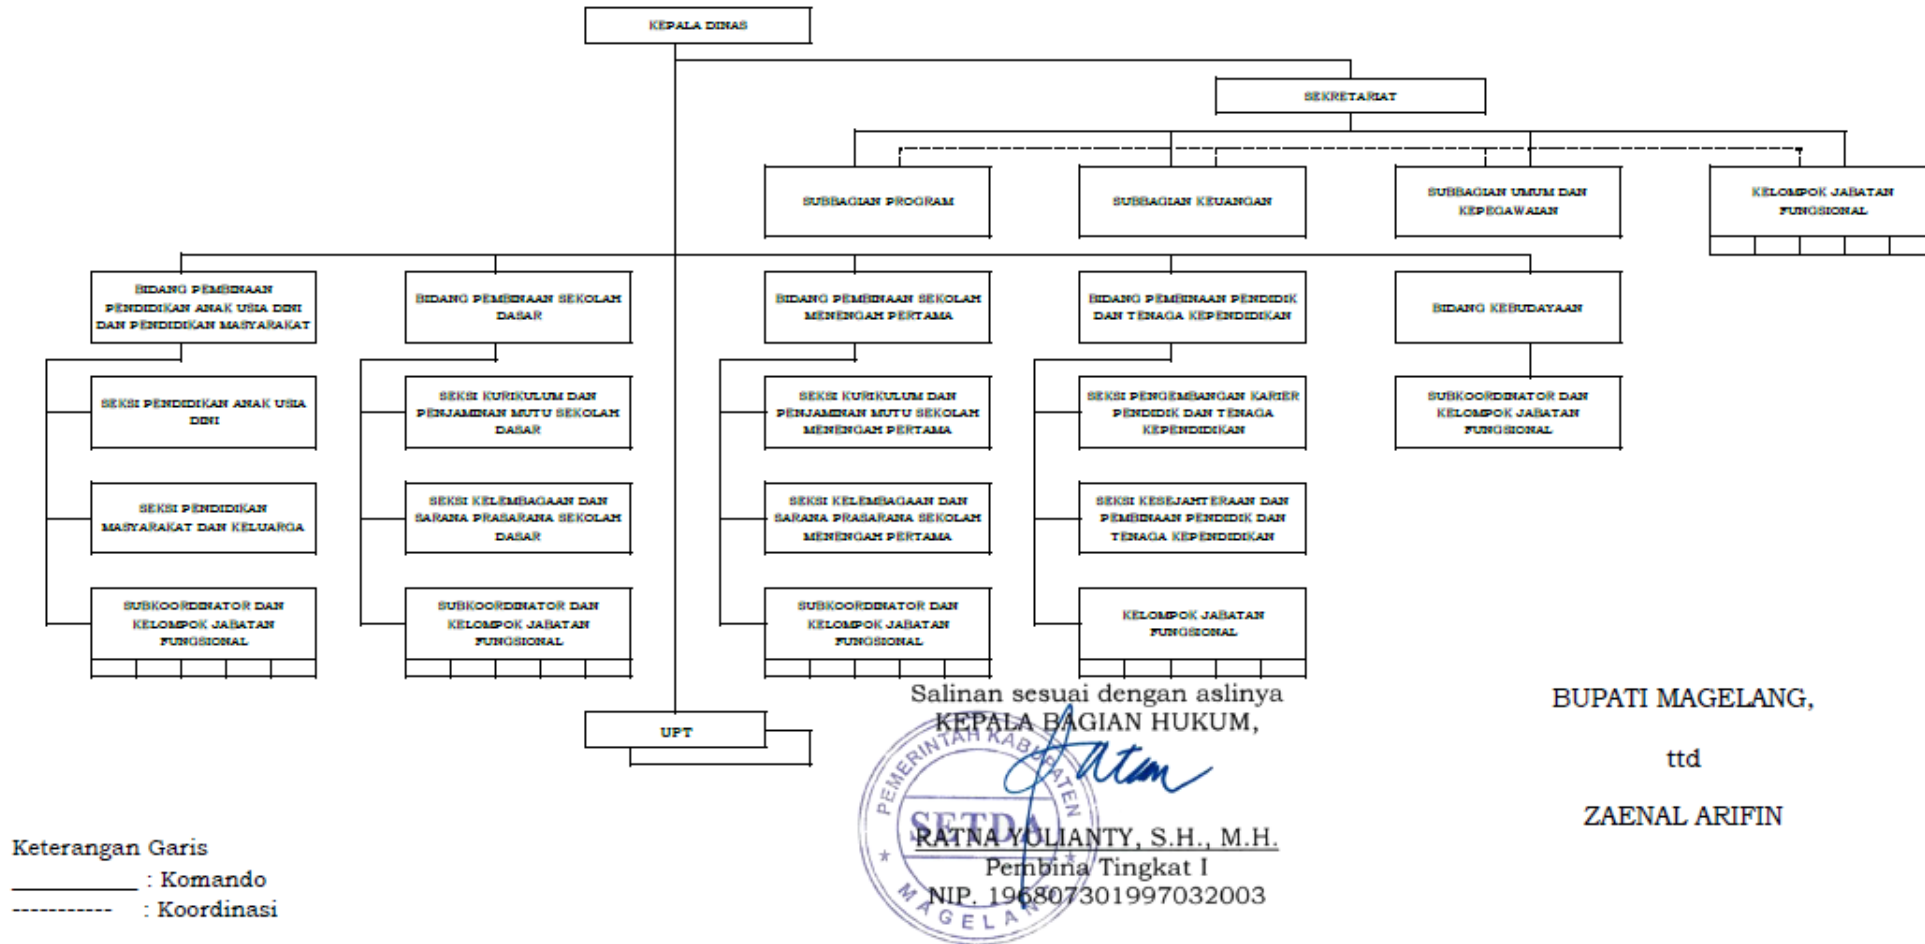 KEPALA DINAS
SEKRETARIAT
SUBBAGIAN PROGRAM
SUBBAGIAN KEUANGAN
SUBBAGIAN UMUM DAN
KEPEGAWAIAN
KELOMPOK JABATAN
FUNGSIONAL
BIDANG PEMBINAAN
PENDIDIKAN ANAK USIA DINI
DAN PENDIDIKAN MASYARAKAT
BIDANG PEMBINAAN SEKOLAH
DASAR
BIDANG PEMBINAAN SEKOLAH
MENENGAH PERTAMA
BIDANG PEMBINAAN PENDIDIK
DAN TENAGA KEPENDIDIKAN
BIDANG KEBUDAYAAN
SEKSI PENDIDIKAN ANAK USIA
DINI
SEKSI KURIKULUM DAN
PENJAMINAN MUTU SEKOLAH
DASAR
SEKSI KURIKULUM DAN
PENJAMINAN MUTU SEKOLAH
MENENGAH PERTAMA
SEKSI PENGEMBANGAN KARIER
PENDIDIK DAN TENAGA
KEPENDIDIKAN
SUBKOORDINATOR DAN
KELOMPOK JABATAN
FUNGSIONAL
SEKSI PENDIDIKAN
MASYARAKAT DAN KELUARGA
SEKSI KELEMBAGAAN DAN
SARANA PRASARANA SEKOLAH
DASAR
SEKSI KELEMBAGAAN DAN
SARANA PRASARANA SEKOLAH
MENENGAH PERTAMA
SEKSI KESEJAHTERAAN DAN
PEMBINAAN PENDIDIK DAN
TENAGA KEPENDIDIKAN
SUBKOORDINATOR DAN
KELOMPOK JABATAN
FUNGSIONAL
SUBKOORDINATOR DAN
KELOMPOK JABATAN
FUNGSIONAL
SUBKOORDINATOR DAN
KELOMPOK JABATAN
FUNGSIONAL
KELOMPOK JABATAN
FUNGSIONAL
UPT
Salinan sesuai dengan aslinya
KEPALA BAGIAN HUKUM,
PEMERINTAH KABUPATEN
SETDA
MAGELANG
RATNA YULIANTY, S.H., M.H.
Pembina Tingkat I
NIP. 196807301997032003
BUPATI MAGELANG,
ttd
ZAENAL ARIFIN
Keterangan Garis
: Komando
: Koordinasi